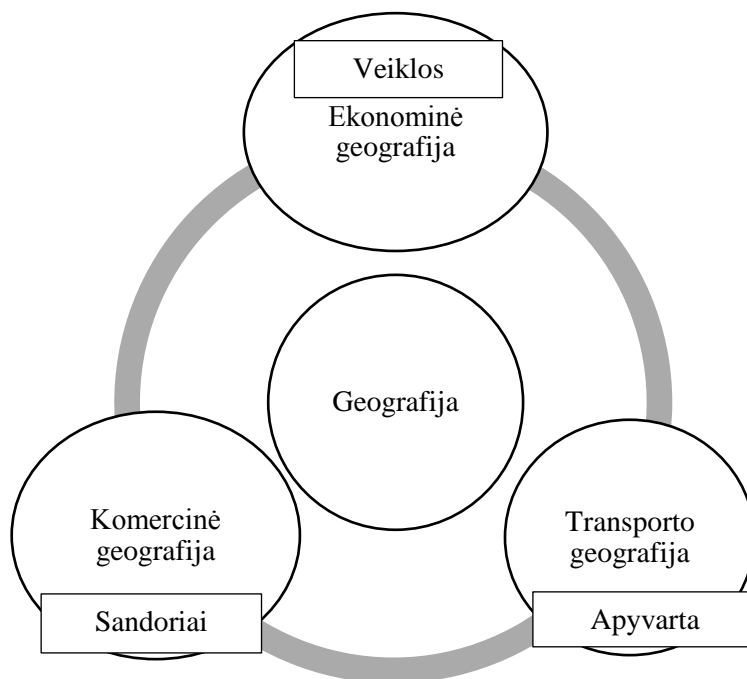 Veiklos
Ekonominė
geografija
Geografija
Komercinė
geografija
Transporto
geografija
Sandoriai
Apyvarta